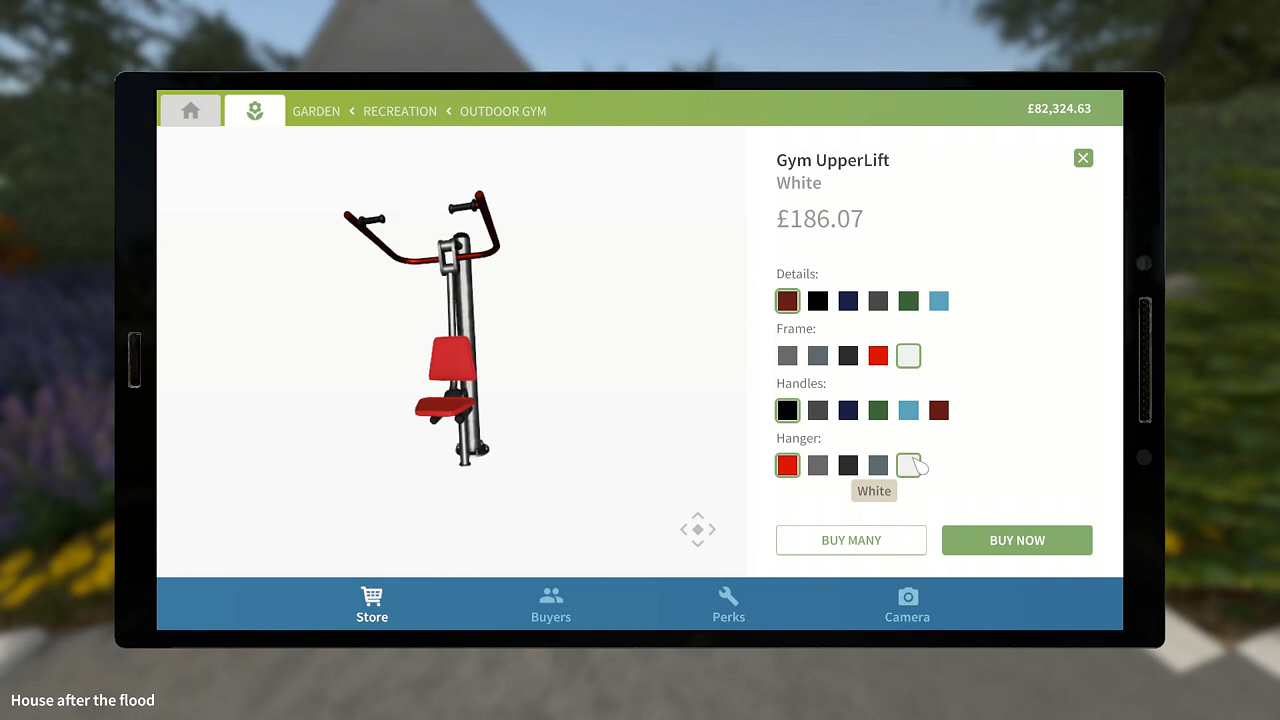 GARDEN < RECREATION < OUTDOOR GYM
£82,324.63
Gym UpperLift
White
£186.07
Details:
Frame:
Handles:
Hanger:
White
BUY MANY
BUY NOW
Store
Buyers
Perks
Camera
House after the flood